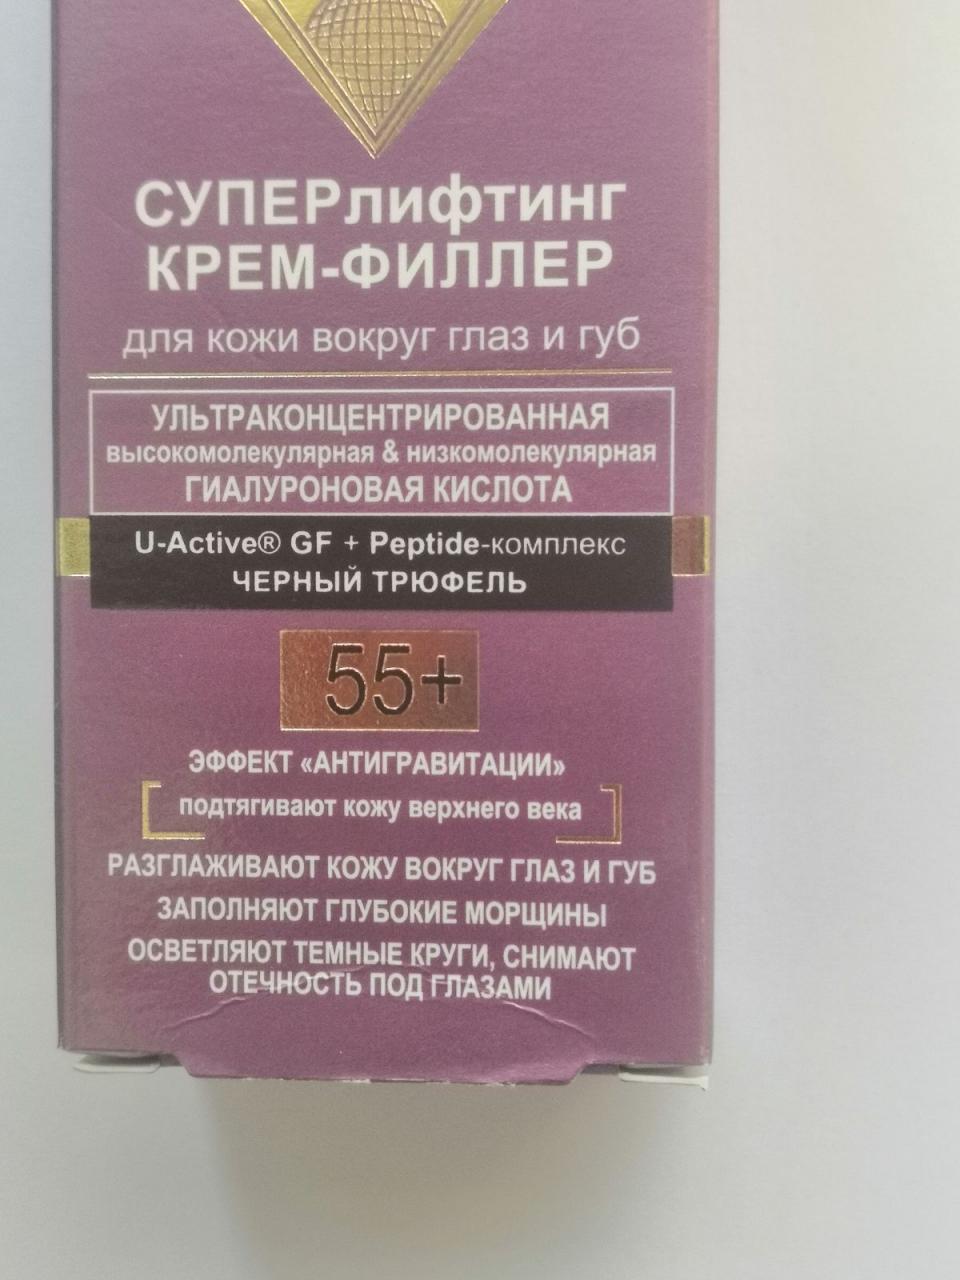 СУПЕРлифтинг
КРЕМ-ФИЛЛЕР
для кожи вокруг глаз и губ
УЛЬТРАКОНЦЕНТРИРОВАННАЯ
высокомолекулярная & низкомолекулярная
ГИАЛУРОНОВАЯ КИСЛОТА
U-Active® GF + Peptide-комплекс
ЧЕРНЫЙ ТРЮФЕЛЬ
55+
ЭФФЕКТ «АНТИГРАВИТАЦИИ»
подтягивают кожу верхнего века
РАЗГЛАЖИВАЮТ КОЖУ ВОКРУГ ГЛАЗ И ГУБ
ЗАПОЛНЯЮТ ГЛУБОКИЕ МОРЩИНЫ
ОСВЕТЛЯЮТ ТЕМНЫЕ КРУГИ, СНИМАЮТ
ОТЕЧНОСТЬ ПОД ГЛАЗАМИ